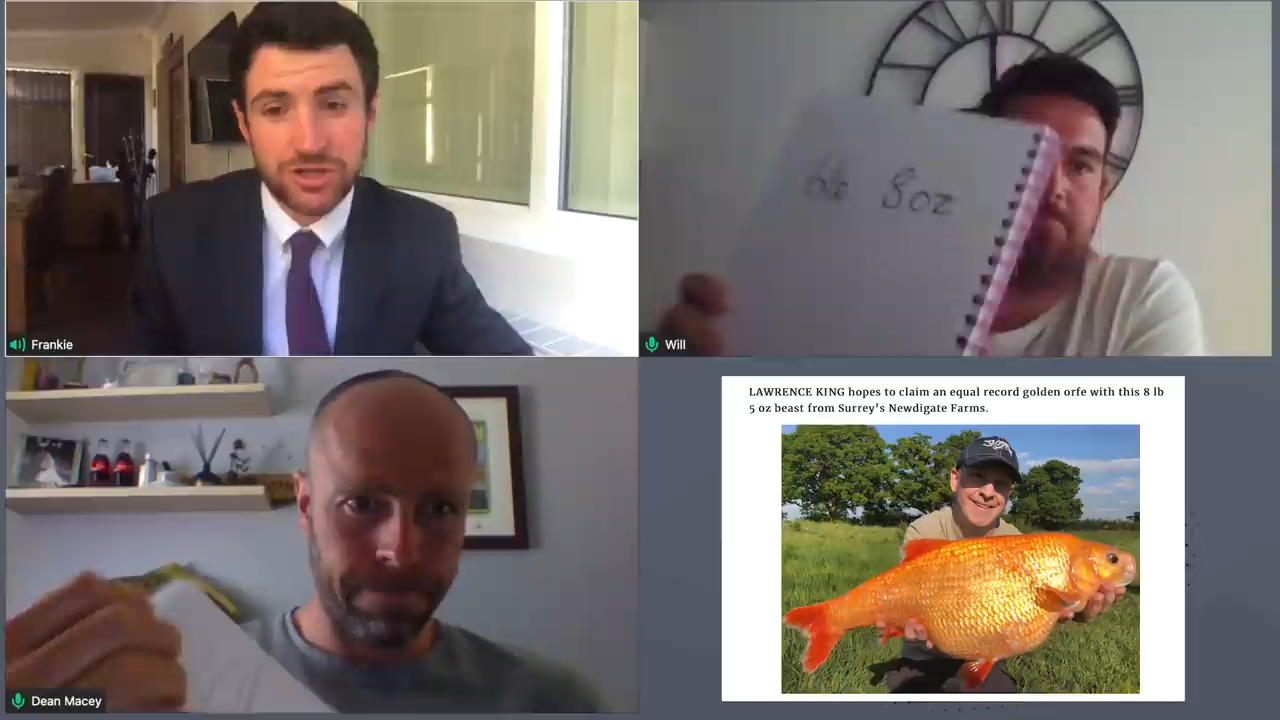 8oz
Frankie
Will
LAWRENCE KING hopes to claim an equal record golden orfe with this 8 lb
5 oz beast from Surrey’s Newdigate Farms.
Dean Macey